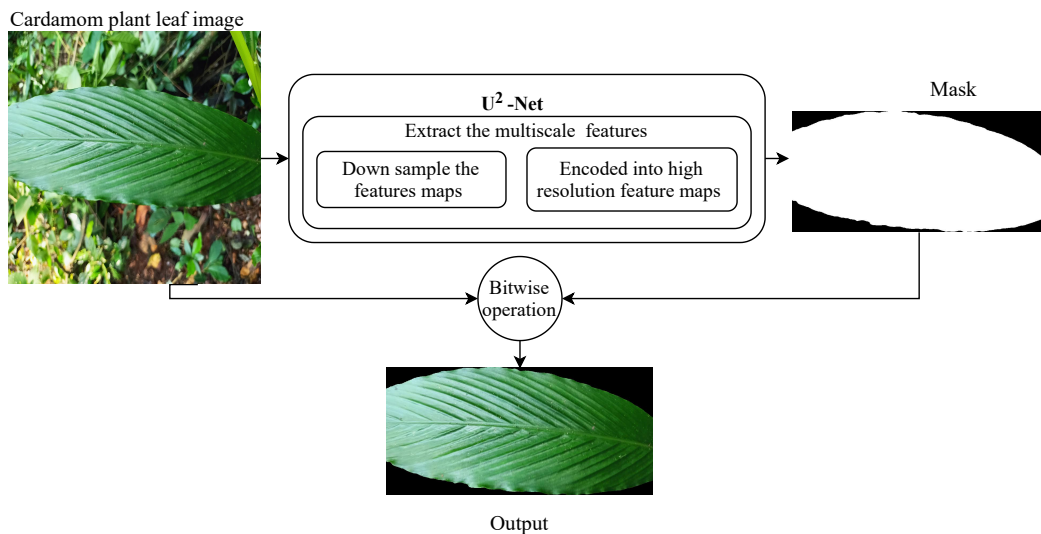 Cardamom plant leaf image
U² -Net
Extract the multiscale features
Down sample the
features maps
Encoded into high
resolution feature maps
Mask
Bitwise
operation
Output